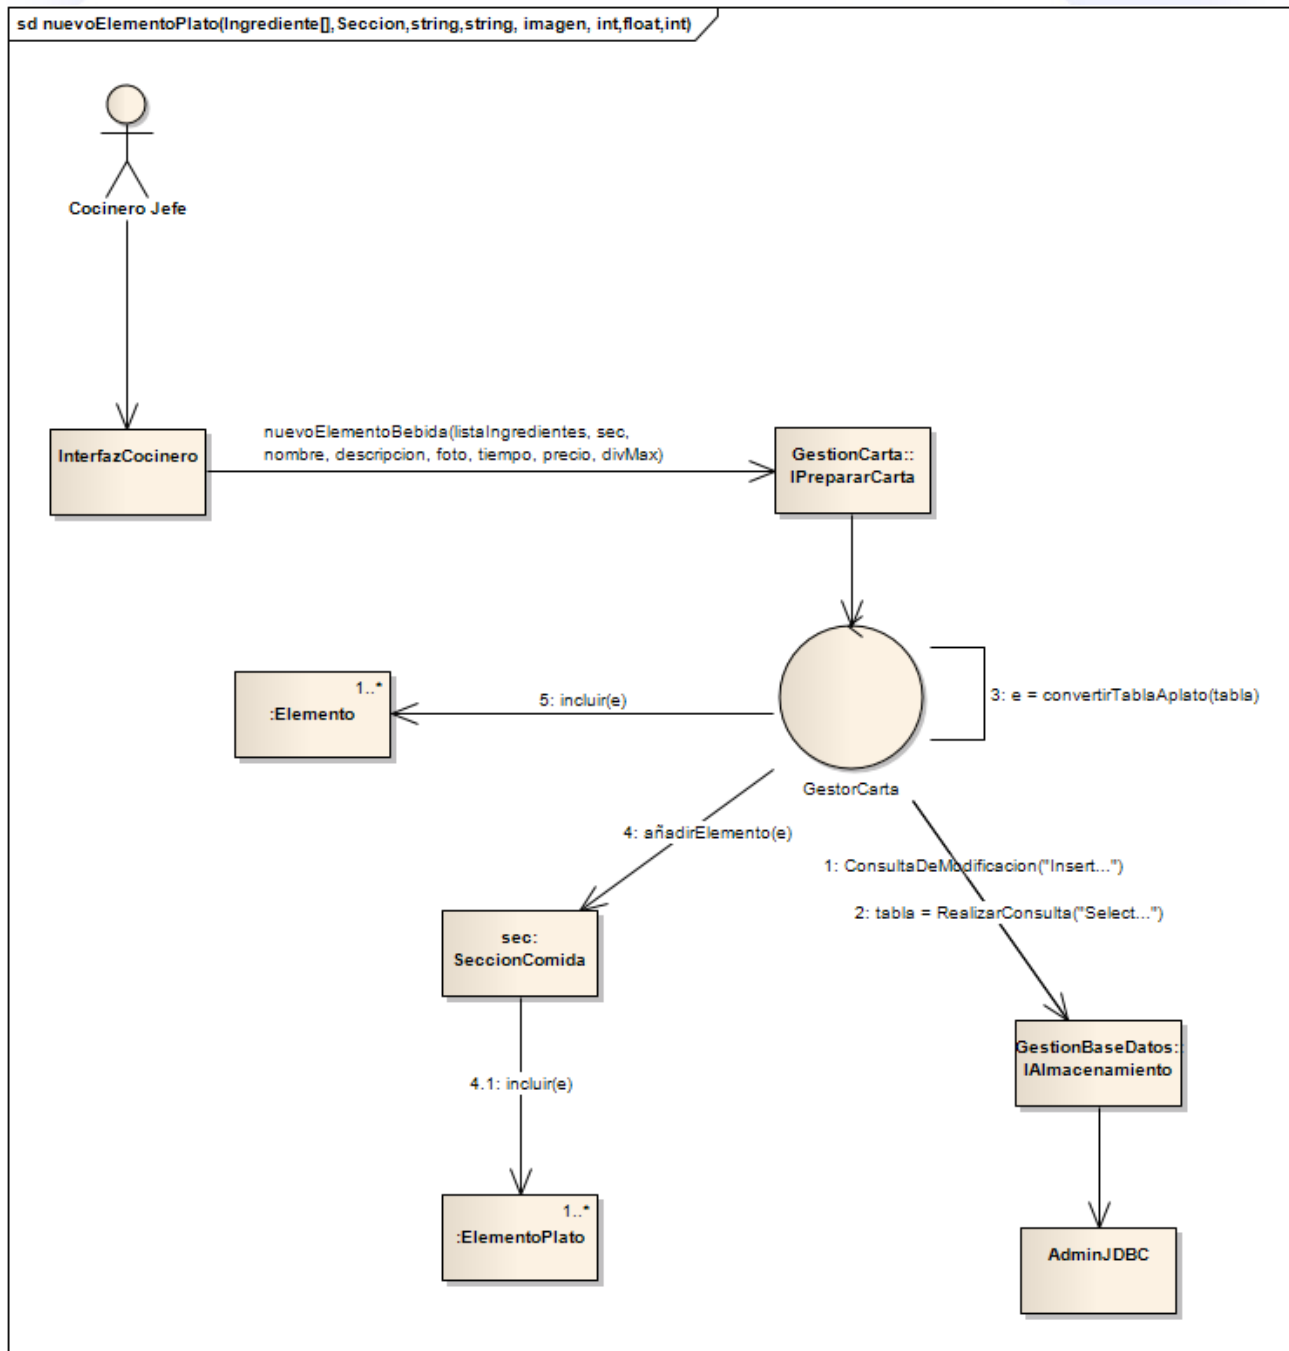 sd nuevoElementoPlato(Ingrediente[],Seccion,string,string, imagen, int,float,int)
Cocinero Jefe
InterfazCocinero
nuevoElementoBebida(listaIngredientes, sec,
nombre, descripcion, foto, tiempo, precio, divMax)
GestionCarta::
IPrepararCarta
1..*
:Elemento
5: incluir(e)
3: e = convertirTablaAplato(tabla)
GestorCarta
4: añadirElemento(e)
1: ConsultaDeModificacion("Insert...")
2: tabla = RealizarConsulta("Select...")
sec:
SeccionComida
GestionBaseDatos::
IAlmacenamiento
4.1: incluir(e)
1..*
:ElementoPlato
AdminJDBC